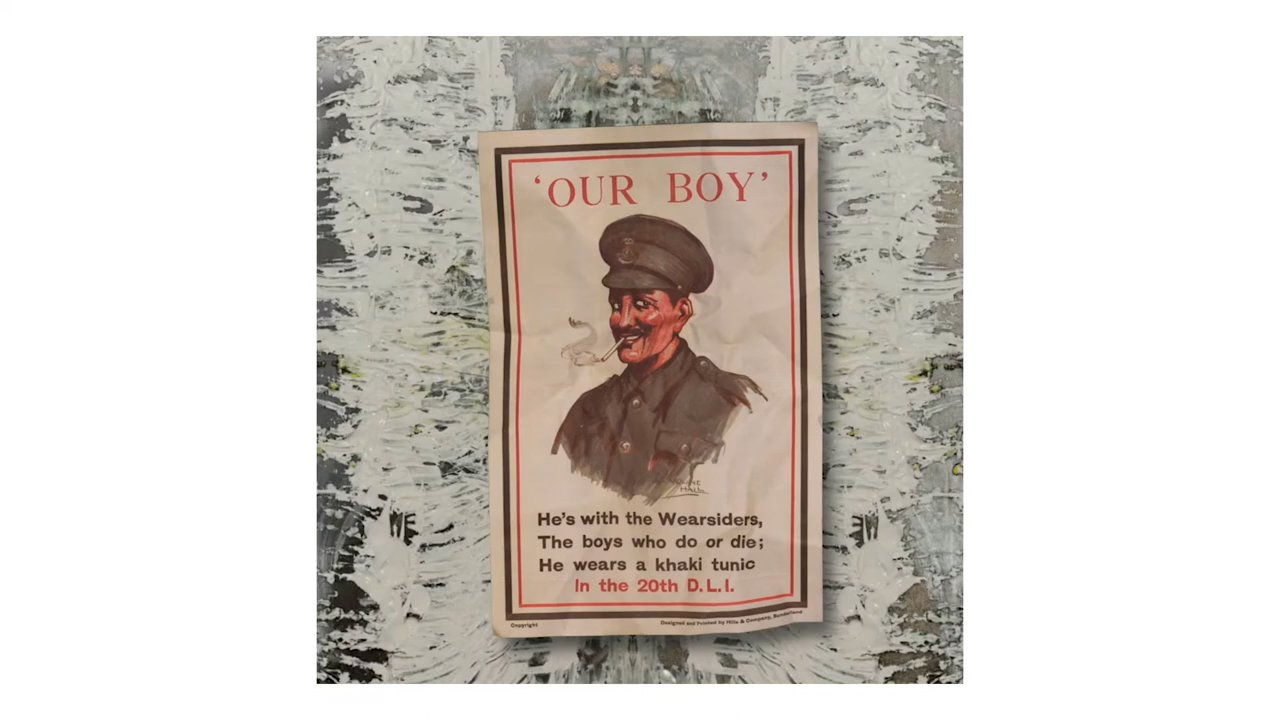 ‘OUR BOY’
HALL
He’s with the Wearsiders,
The boys who do or die;
He wears a khaki tunic
In the 20th D.L.I.
Copyright
Designed and Printed by Hills & Company, Sunderland